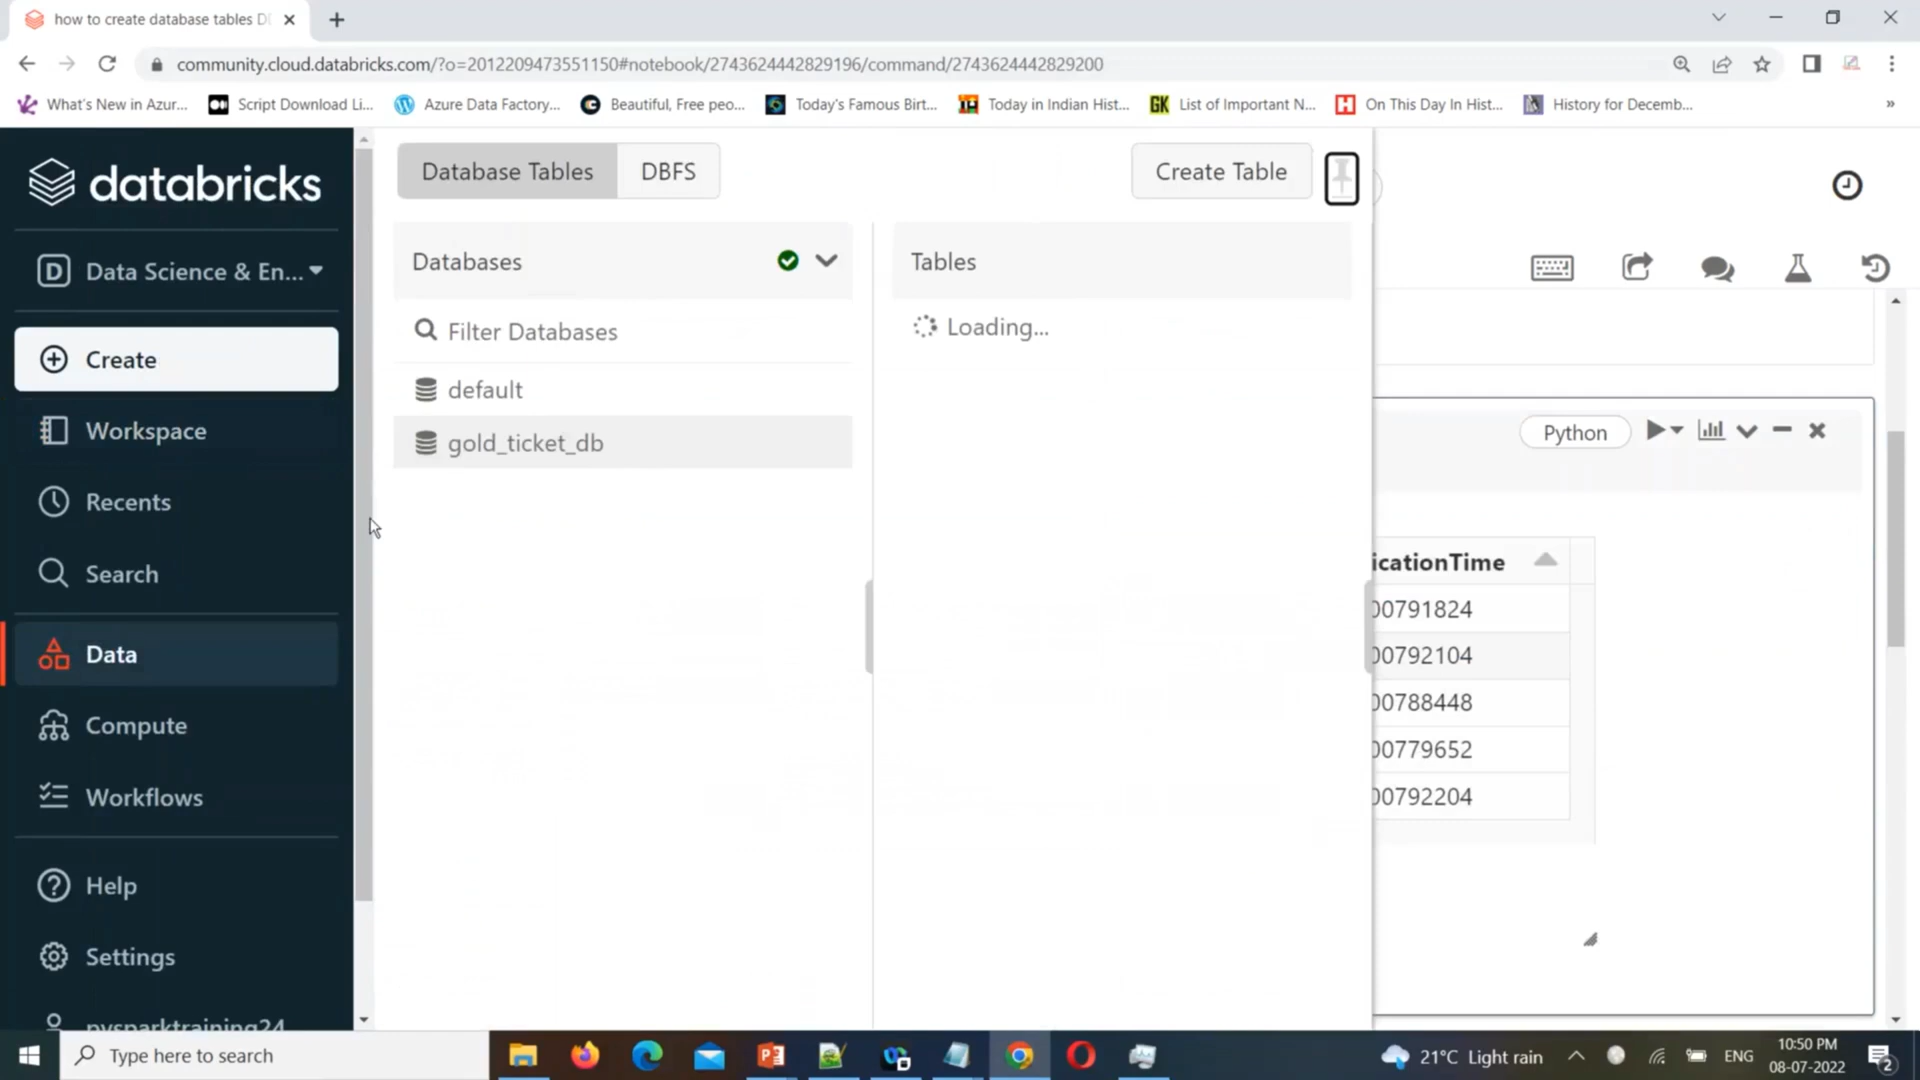 how to create database tables D
community.cloud.databricks.com/?o=2012209473551150#notebook/2743624442829196/command/2743624442829200
What's New in Azur...
Script Download Li...
Azure Data Factory...
Beautiful, Free peo...
Today's Famous Birt...
Today in Indian Hist...
GK List of Important N...
H On This Day In Hist...
History for Decemb...
»
databricks
D Data Science & En...
Create
Workspace
Recents
Search
Data
Compute
Workflows
Help
Settings
pysparktraining24
Database Tables
DBFS
Create Table
Databases
Filter Databases
default
gold_ticket_db
Tables
Loading...
Python
icationTime
00791824
00792104
00788448
00779652
00792204
Type here to search
21°C Light rain
ENG
10:50 PM
08-07-2022
2